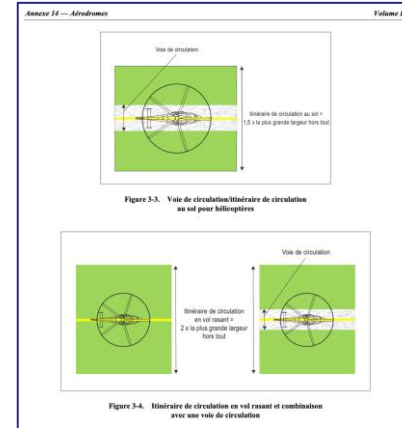 Annexe 14 — Aérodromes
Volume I
Voie de circulation
Itinéraire de circulation au sol =
1,5 x la plus grande largeur hors tout
Figure 3-3. Voie de circulation/itinéraire de circulation
au sol pour hélicoptères
Voie de circulation
Itinéraire de circulation
en vol rasant =
2 x la plus grande largeur
hors tout
Figure 3-4. Itinéraire de circulation en vol rasant et combinaison
avec une voie de circulation